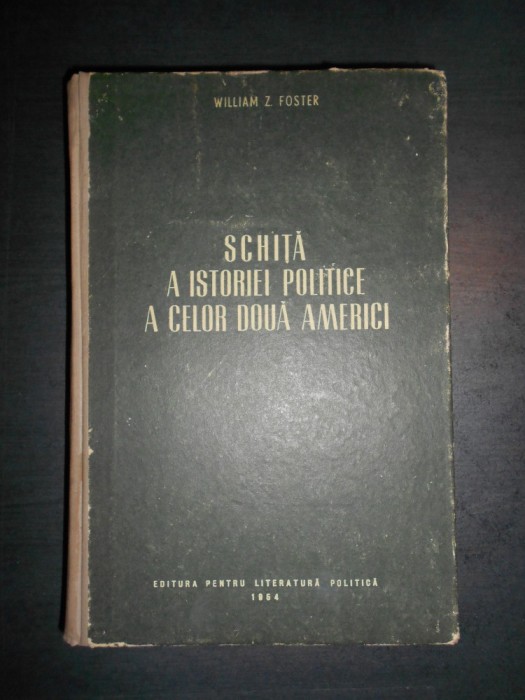 WILLIAM Z. FOSTER
SCHIȚĂ
A ISTORIEI POLITICE
A CELOR DOUĂ AMERICI
EDITURA PENTRU LITERATURĂ POLITICĂ
1954